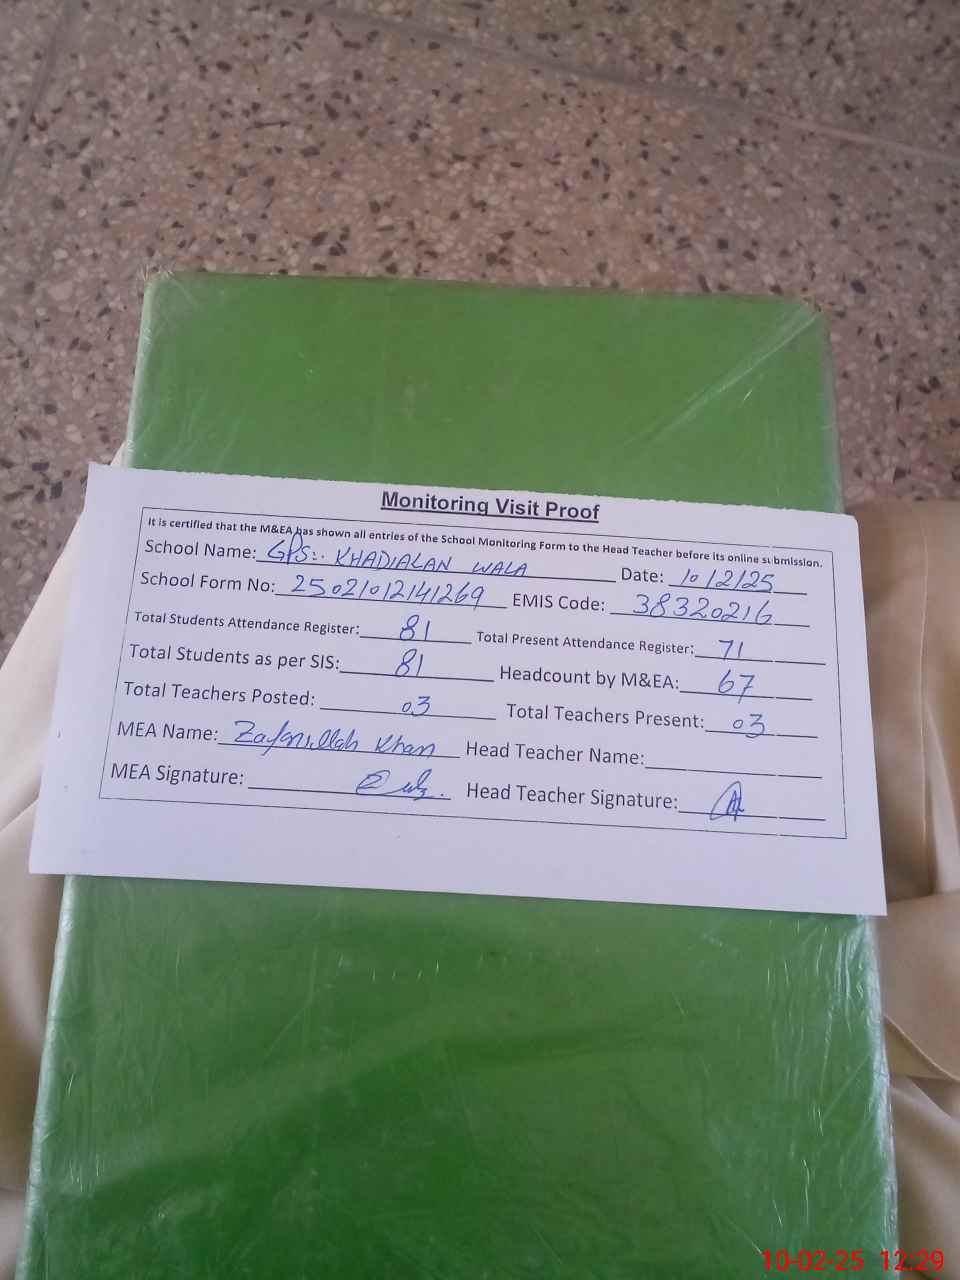 Monitoring Visit Proof
It is certified that the M&EA has shown all entries of the School Monitoring Form to the Head Teacher before its online submission.
School Name: GPS:. KHADIALAN WALA Date: 10/2/25
School Form No: 25021012141269 EMIS Code: 38320216
Total Students Attendance Register: 81 Total Present Attendance Register: 71
Total Students as per SIS: 81 Headcount by M&EA: 67
Total Teachers Posted: 03 Total Teachers Present: 03
MEA Name: Zafarullah Khan Head Teacher Name:
MEA Signature: Head Teacher Signature:
10-02-25 12:29